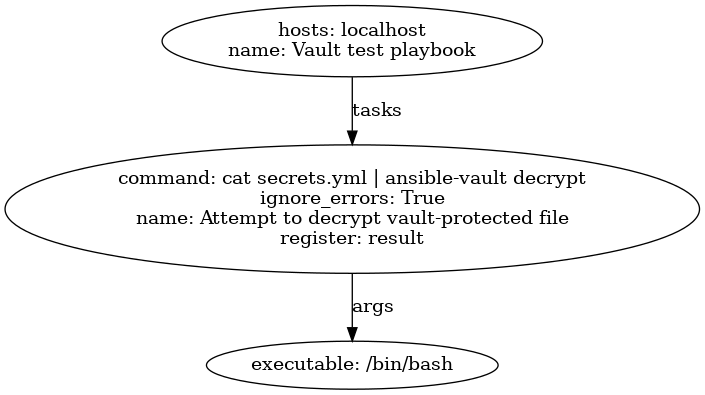 hosts: localhost
name: Vault test playbook
tasks
command: cat secrets.yml | ansible-vault decrypt
ignore_errors: True
name: Attempt to decrypt vault-protected file
register: result
args
executable: /bin/bash